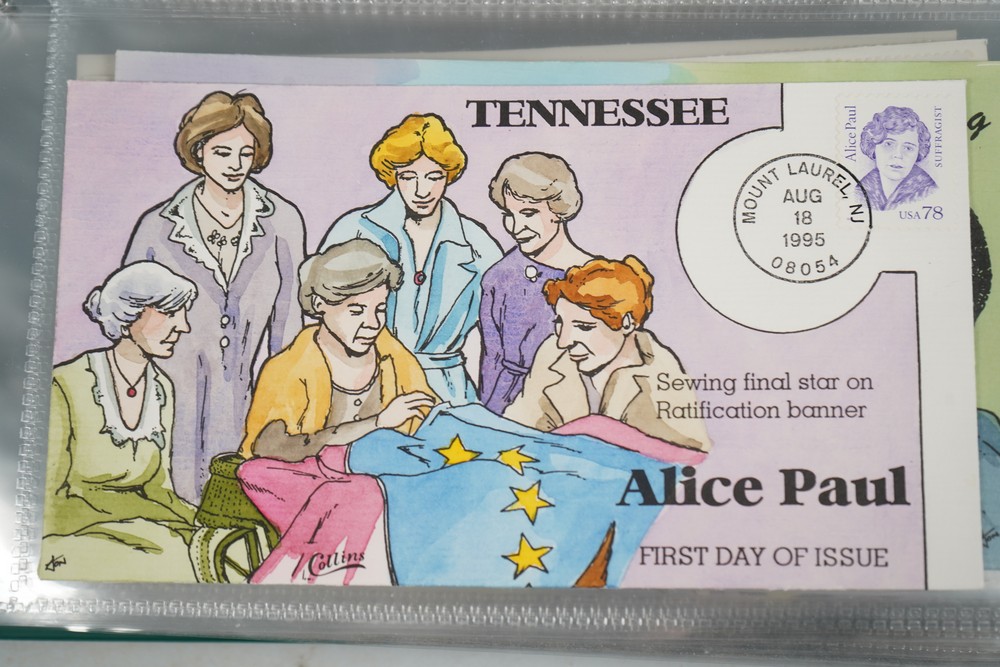 TENNESSEE
Alice Paul
SUFFRAGIST
USA 78
MOUNT LAUREL, NJ
AUG
18
1995
08054
Sewing final star on
Ratification banner
Alice Paul
FIRST DAY OF ISSUE
Collins